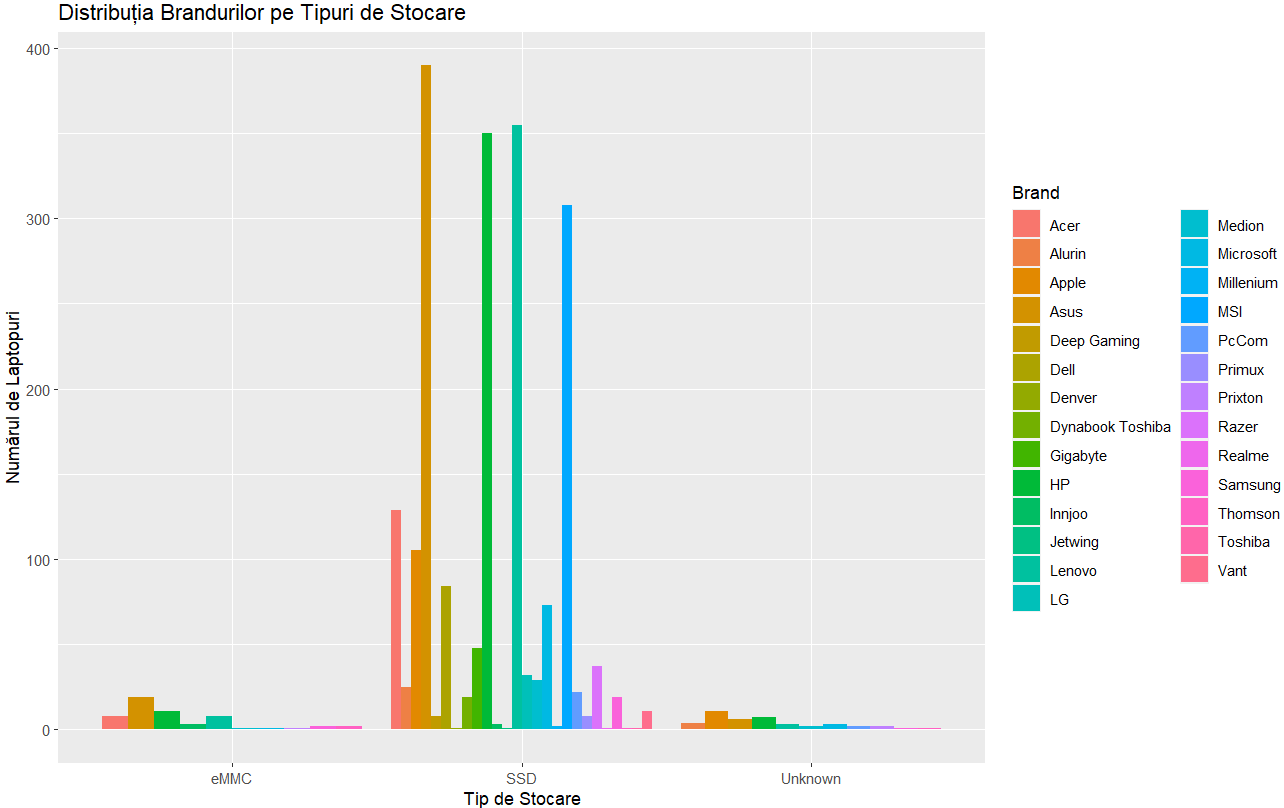 Distribuția Brandurilor pe Tipuri de Stocare
Numărul de Laptopuri
400
300
200
100
0
eMMC
SSD
Unknown
Tip de Stocare
Brand
Acer
Alurin
Apple
Asus
Deep Gaming
Dell
Denver
Dynabook Toshiba
Gigabyte
HP
Innjoo
Jetwing
Lenovo
LG
Medion
Microsoft
Millenium
MSI
PcCom
Primux
Prixton
Razer
Realme
Samsung
Thomson
Toshiba
Vant